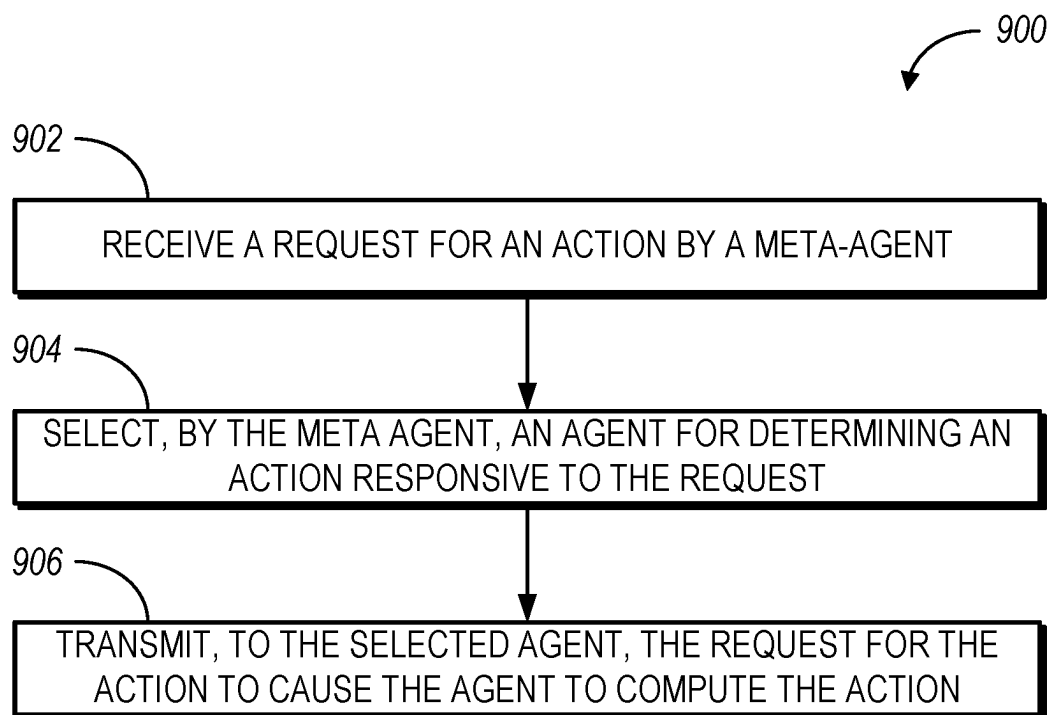 900
902
RECEIVE A REQUEST FOR AN ACTION BY A META-AGENT
904
SELECT, BY THE META AGENT, AN AGENT FOR DETERMINING AN
ACTION RESPONSIVE TO THE REQUEST
906
TRANSMIT, TO THE SELECTED AGENT, THE REQUEST FOR THE
ACTION TO CAUSE THE AGENT TO COMPUTE THE ACTION